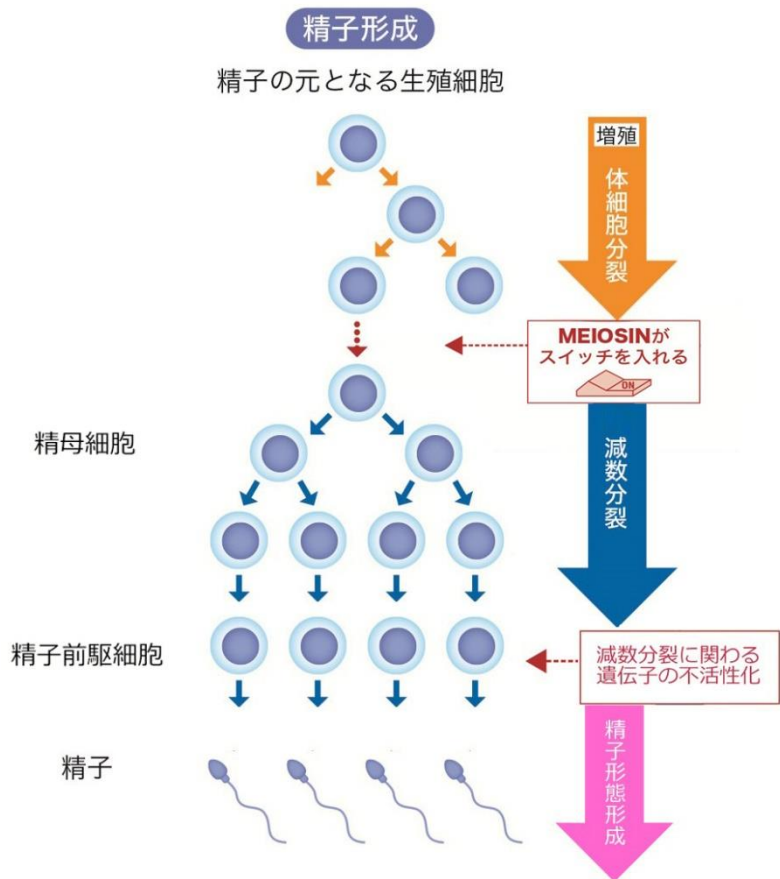 精子形成
精子の元となる生殖細胞
増殖
体細胞分裂
MEIOSINが
スイッチを入れる
ON
精母細胞
減数分裂
精子前駆細胞
減数分裂に関わる
遺伝子の不活性化
精子
精子形態形成